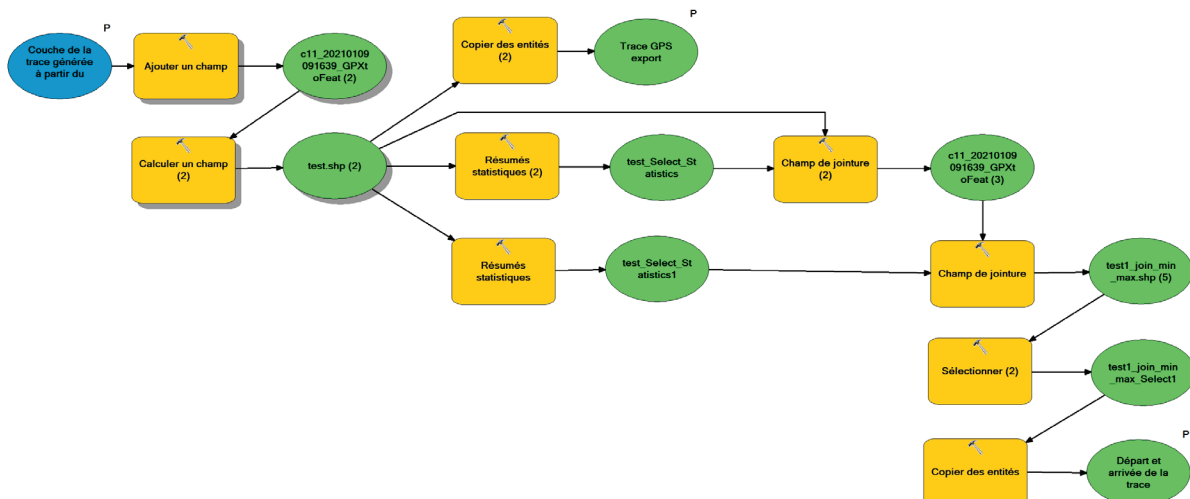 P
Couche de la
trace générée
à partir du
Ajouter un champ
c11_20210109
091639_GPXt
oFeat (2)
Copier des entités
(2)
P
Trace GPS
export
Calculer un champ
(2)
test.shp (2)
Résumés
statistiques (2)
test_Select_St
atistics
Champ de jointure
(2)
c11_20210109
091639_GPXt
oFeat (3)
Résumés
statistiques
test_Select_St
atistics1
Champ de jointure
test1_join_min
_max.shp (5)
Sélectionner (2)
test1_join_min
_max_Select1
Copier des entités
P
Départ et
arrivée de la
trace